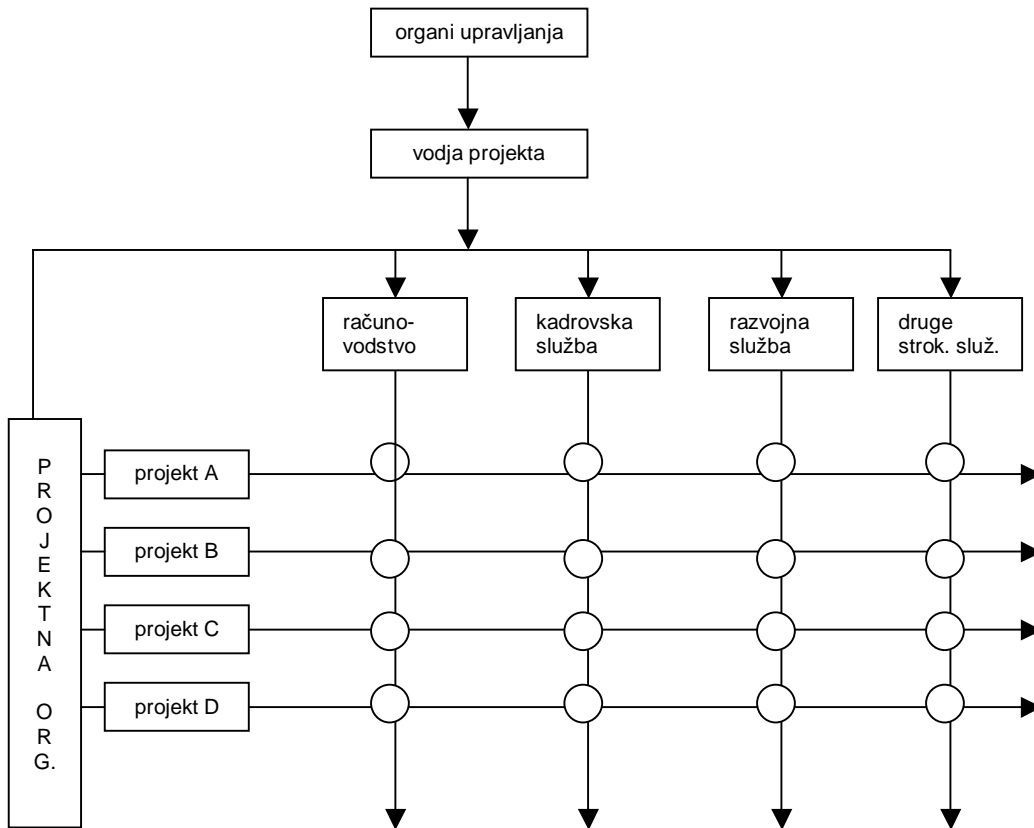 organi upravljanja
vodja projekta
računo-
vodstvo
kadrovska
služba
razvojna
služba
druge
strok. služ.
P
R
O
J
E
K
T
N
A
O
R
G.
projekt A
projekt B
projekt C
projekt D